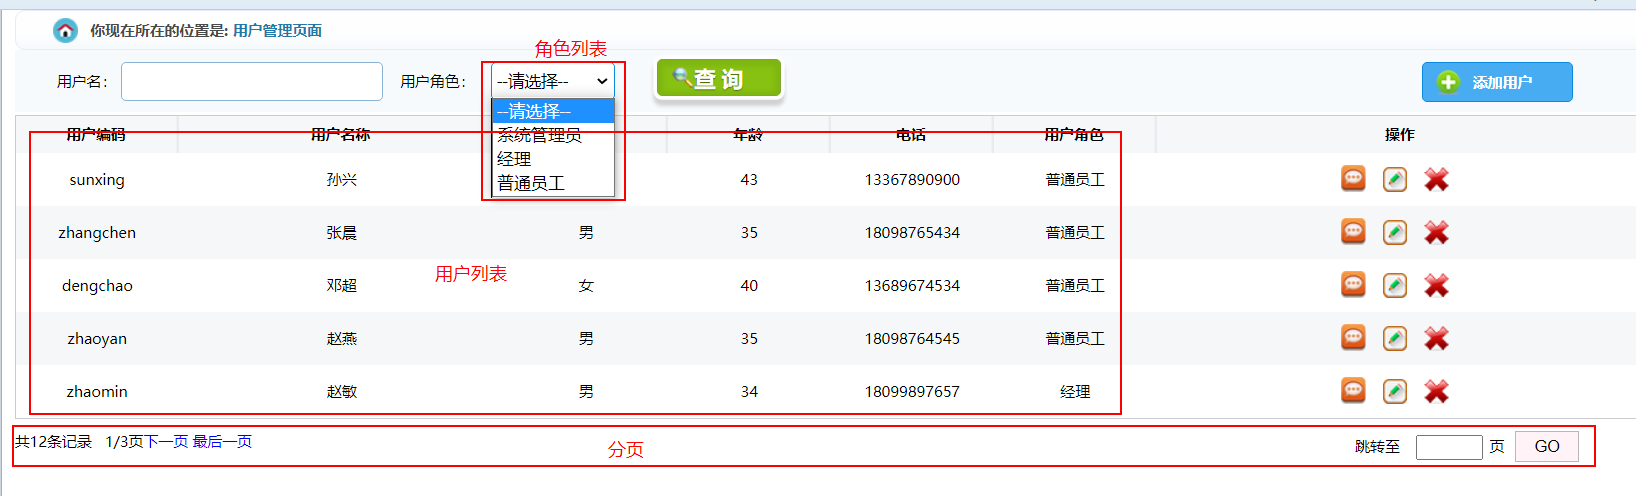 你现在所在的位置是: 用户管理页面
角色列表
用户名: 用户角色: --请选择-- 查询 添加用户
--请选择--
系统管理员
经理
普通员工
用户编码 用户名称 年龄 电话 用户角色 操作
sunxing 孙兴 43 13367890900 普通员工
zhangchen 张晨 男 35 18098765434 普通员工
用户列表
dengchao 邓超 女 40 13689674534 普通员工
zhaoyan 赵燕 男 35 18098764545 普通员工
zhaomin 赵敏 男 34 18099897657 经理
共12条记录 1/3页下一页 最后一页 分页 跳转至 页 GO